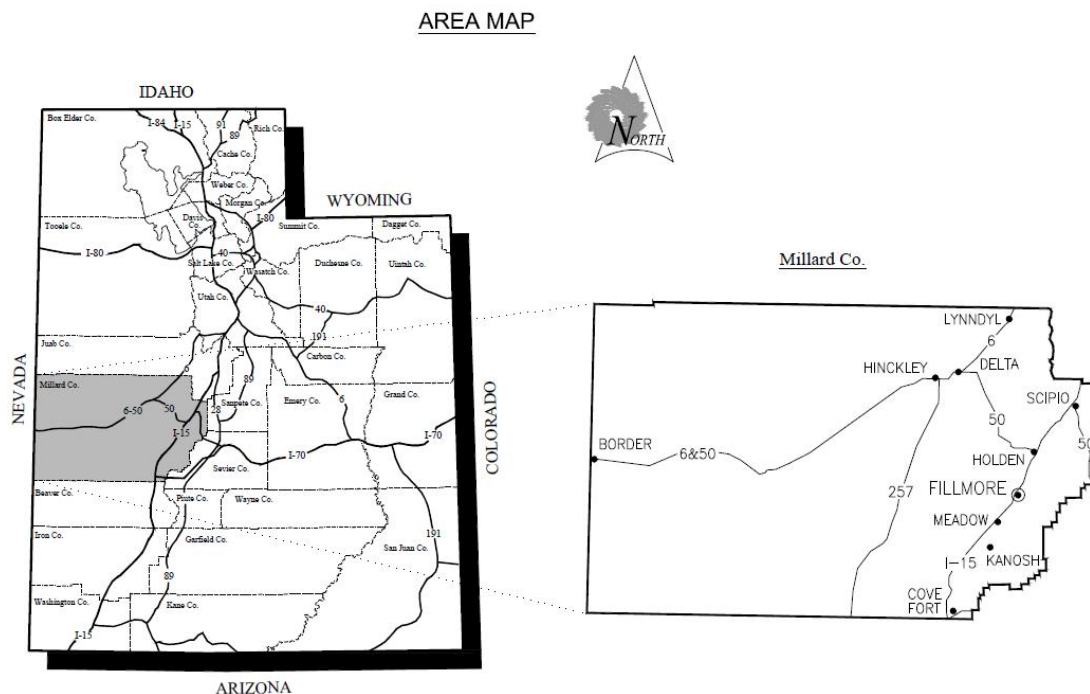 AREA MAP
NORTH
IDAHO
Box Elder Co.
I-84
I-15
91
89
Rich Co.
Cache Co.
Weber Co.
Morgan Co.
WYOMING
I-80
Davis Co.
Summit Co.
Dagget Co.
Tooele Co.
I-80
40
Salt Lake Co.
Wasatch Co.
Duchesne Co.
Uintah Co.
Utah Co.
40
191
Juab Co.
Carbon Co.
6
NEVADA
Millard Co.
89
6-50
50
28
Sanpete Co.
Emery Co.
6
Grand Co.
COLORADO
I-15
I-70
I-70
Sevier Co.
Beaver Co.
Piute Co.
Wayne Co.
Iron Co.
Garfield Co.
191
San Juan Co.
89
Washington Co.
Kane Co.
I-15
ARIZONA
Millard Co.
LYNNDYL
6
HINCKLEY
DELTA
SCIPIO
50
BORDER
6&50
HOLDEN
50
257
FILLMORE
MEADOW
I-15
KANOSH
COVE
FORT